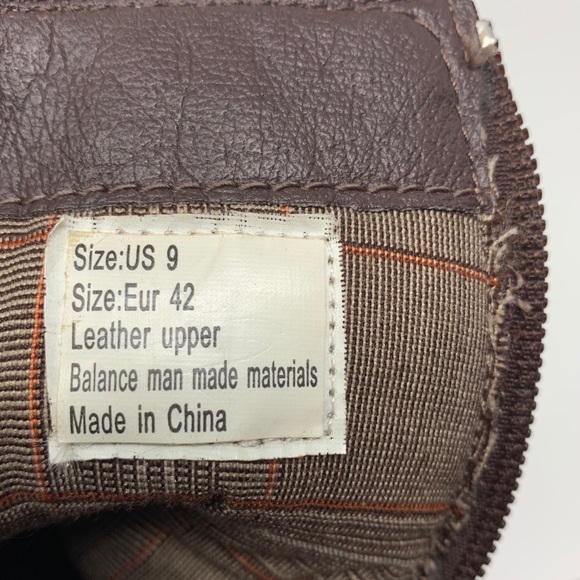 Size:US 9
Size:Eur 42
Leather upper
Balance man made materials
Made in China